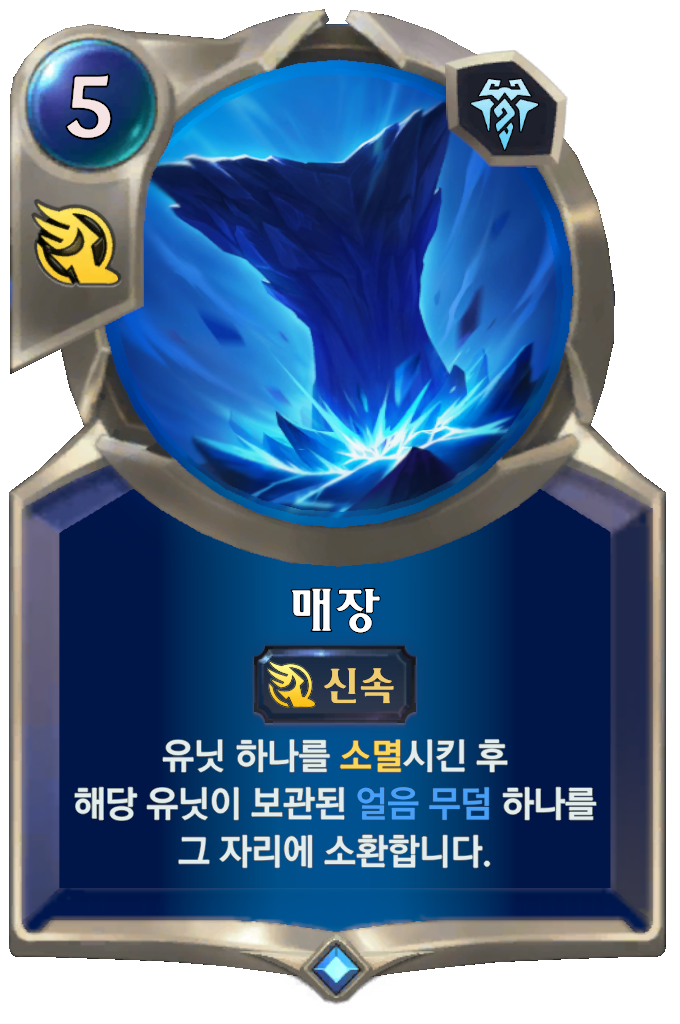 5
매장
신속
유닛 하나를 소멸시킨 후
해당 유닛이 보관된 얼음 무덤 하나를
그 자리에 소환합니다.